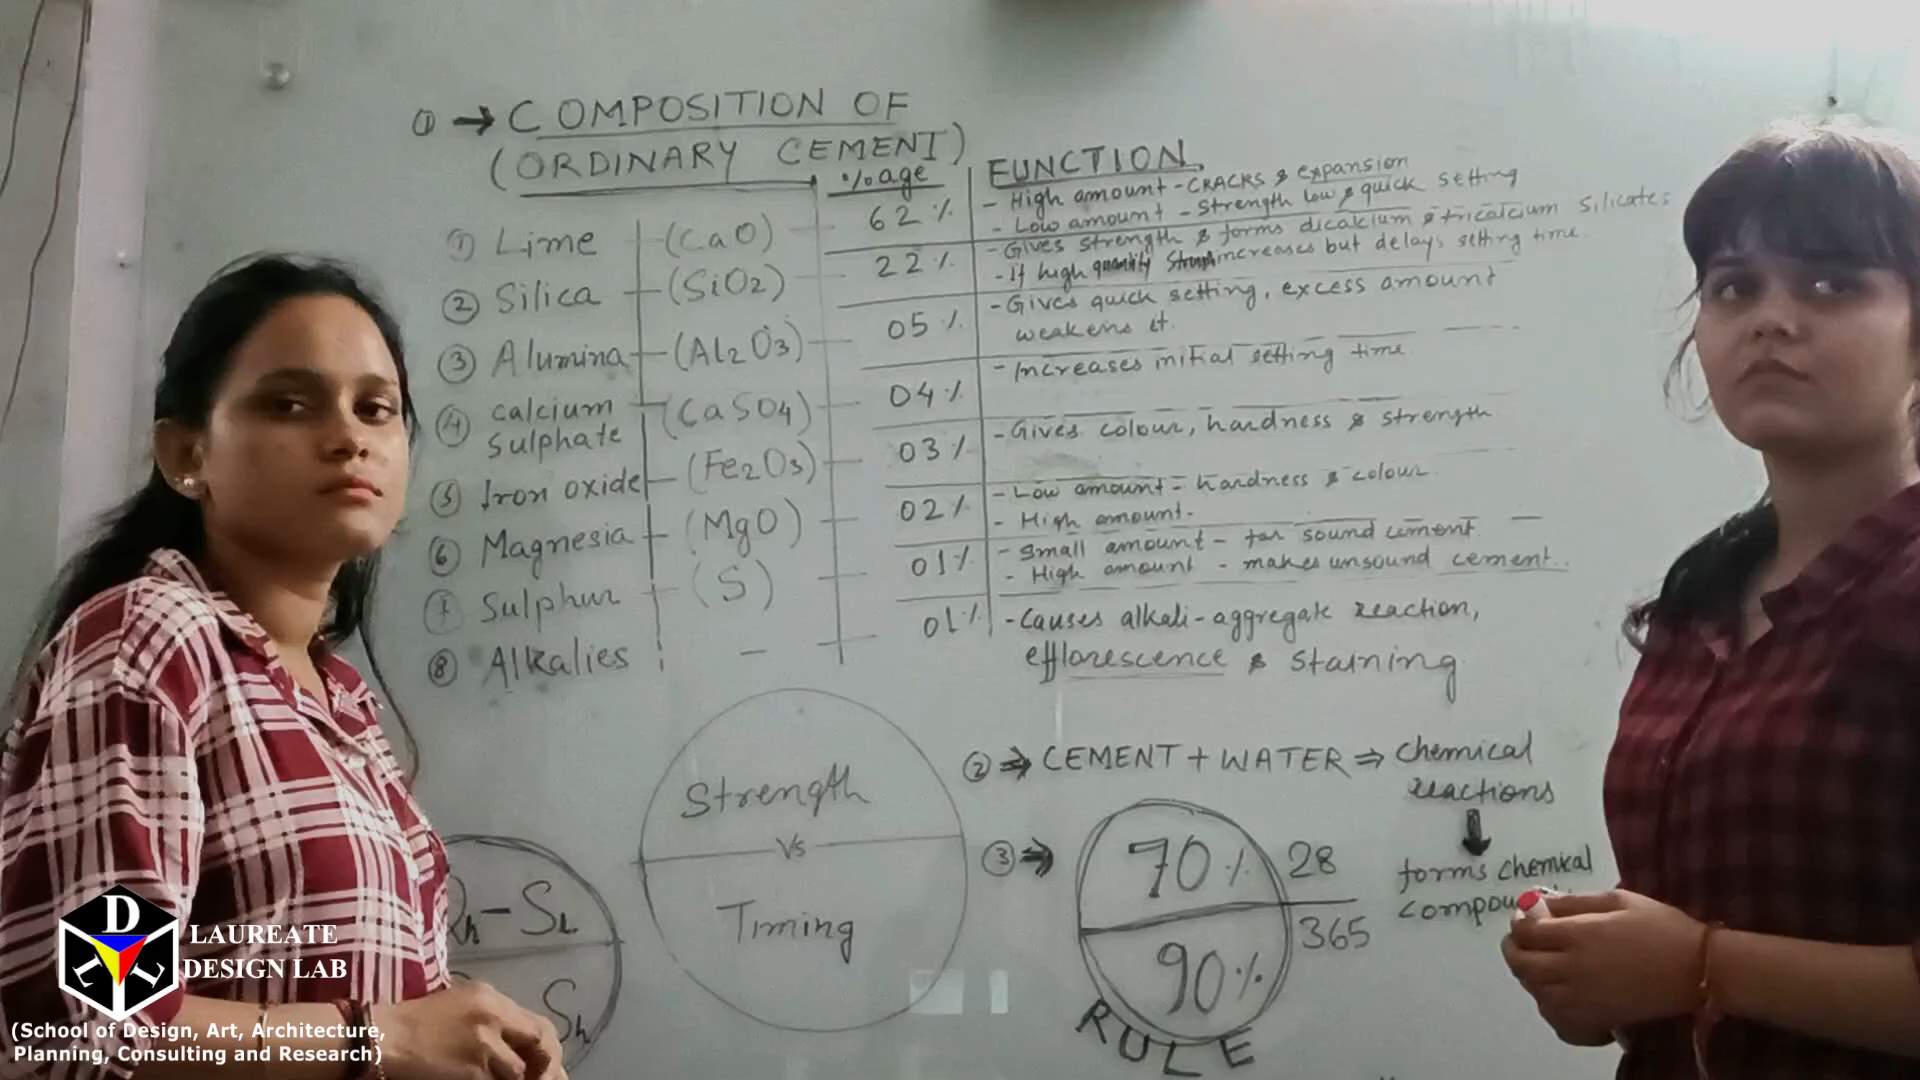 ① → COMPOSITION OF
(ORDINARY CEMENT)
%age
FUNCTION
① Lime (CaO) 62 %
- High amount - CRACKS & expansion
- Low amount - Strength low & quick setting
② Silica (SiO2) 22 %
- Gives strength & forms dicalcium & tricalcium silicates
- If high quantity increases but delays setting time.
③ Alumina (Al2O3) 05 %
- Gives quick setting, excess amount
weakens it.
④ calcium sulphate (CaSO4) 04 %
- Increases initial setting time
⑤ Iron oxide (Fe2O3) 03 %
- Gives colour, hardness & strength
⑥ Magnesia (MgO) 02 %
- Low amount - hardness & colour
- High amount -
⑦ Sulphur (S) 01 %
- Small amount - for sound cement
- High amount - makes unsound cement.
⑧ Alkalies - 01 %
- Causes alkali-aggregate reaction,
efflorescence & staining
Strength
Vs
Timing
② ⇒ CEMENT + WATER ⇒ chemical
reactions
forms chemical
③ ⇒ 70 % 28
90 % 365
RULE
D
L L
LAUREATE
DESIGN LAB
(School of Design, Art, Architecture,
Planning, Consulting and Research)